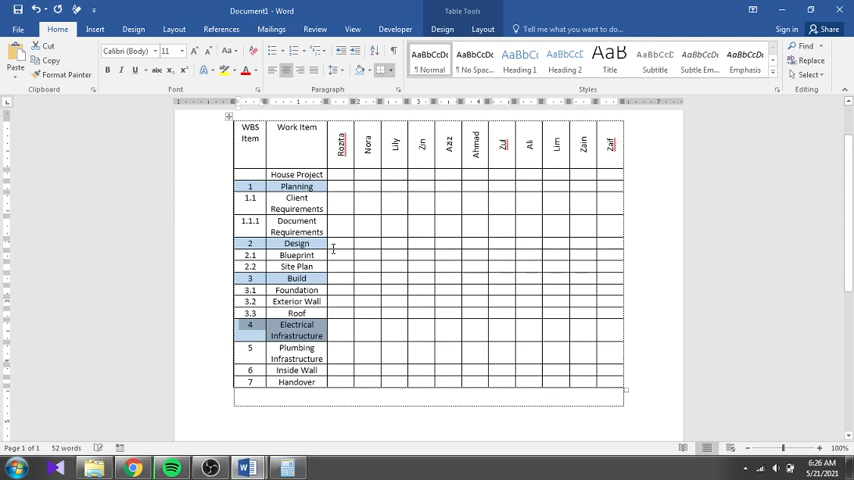 Document1 - Word
Table Tools
Sign in
Share
File Home Insert Draw Design Layout References Mailings Review View Developer Design Layout Tell me what you want to do...
Paste
Cut
Copy
Format Painter
Clipboard
Calibri (Body) 11
Font
Paragraph
AaBbCcDc AaBbCcDc AaBbCc AaBbCcC AaB AaBbCcD AaBbCcDc AaBbCcDc
¶ Normal ¶ No Spac... Heading 1 Heading 2 Title Subtitle Subtle Em... Emphasis
Styles
Find
Replace
Select
Editing
WBS Item Work Item Rozita Nora Lily Zin Aziz Ahmad Zul Ali Lim Zain Zaif
House Project
1 Planning
1.1 Client
Requirements
1.1.1 Document
Requirements
2 Design
2.1 Blueprint
2.2 Site Plan
3 Build
3.1 Foundation
3.2 Exterior Wall
3.3 Roof
4 Electrical
Infrastructure
5 Plumbing
Infrastructure
6 Inside Wall
7 Handover
Page 1 of 1 52 words
100%
6:26 AM
5/21/2021